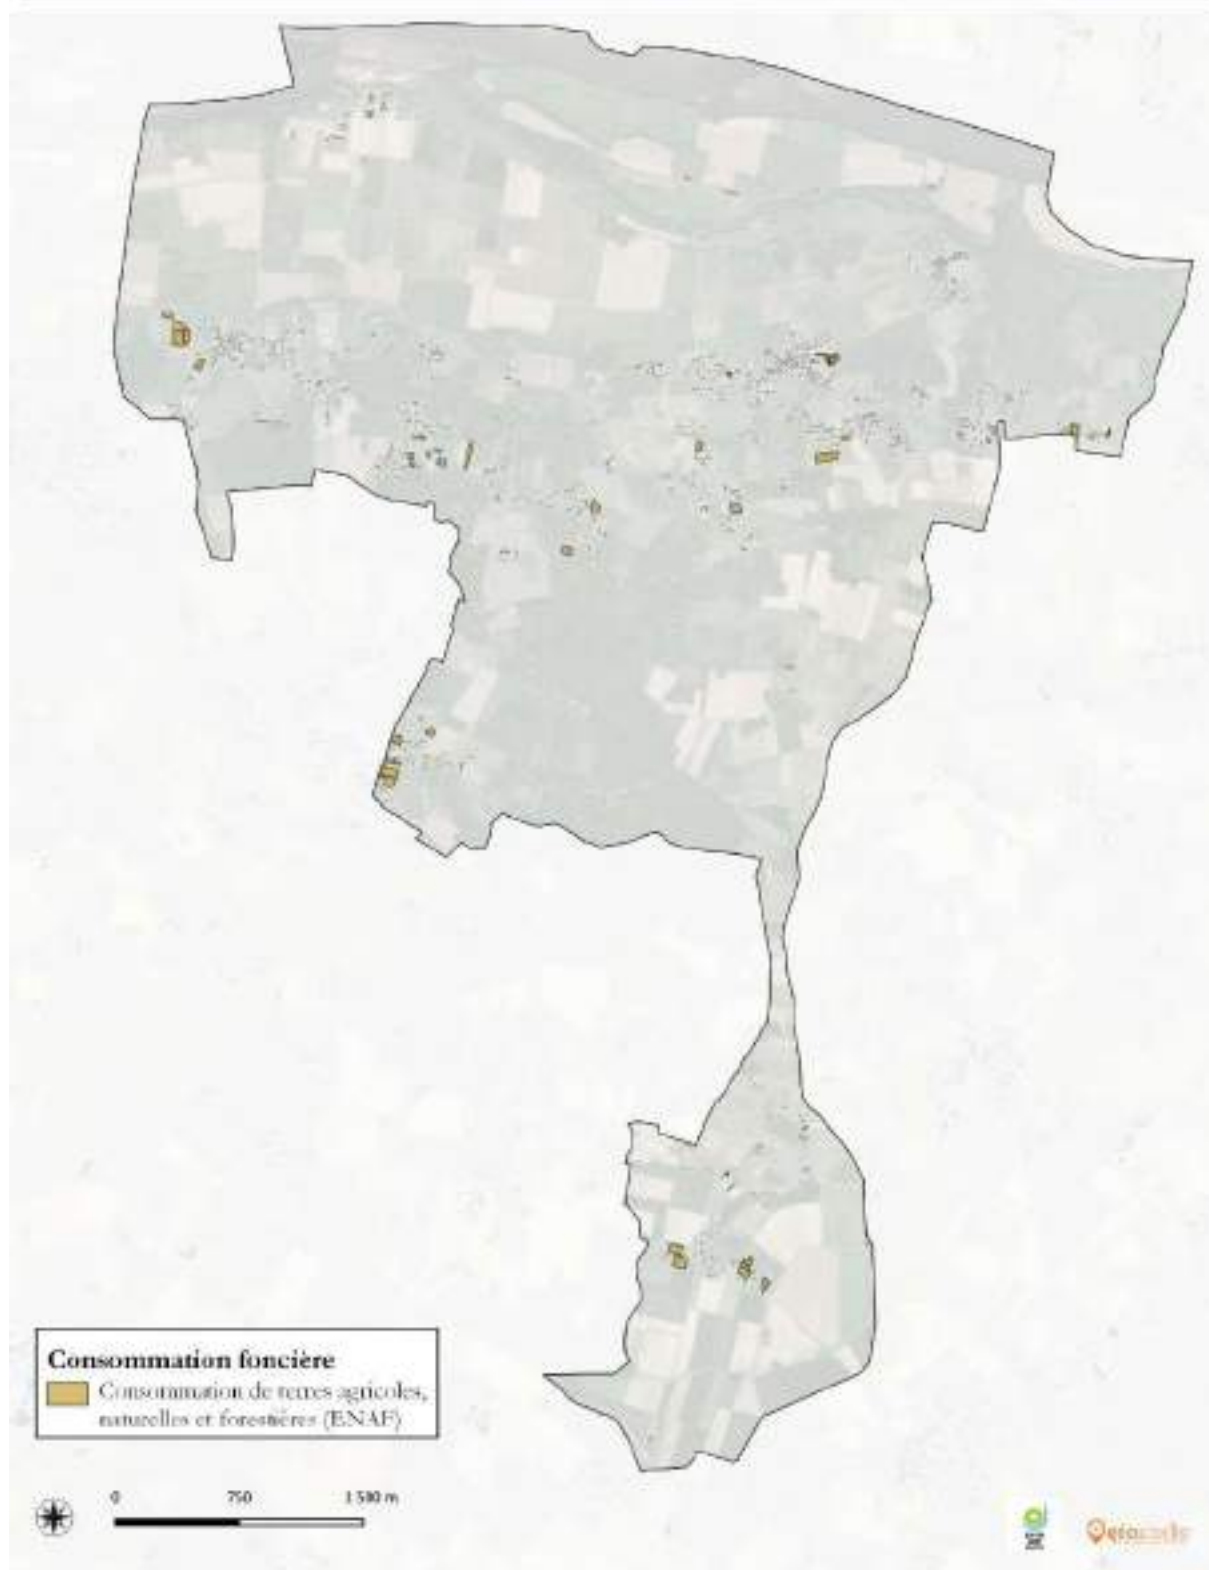 Consommation foncière
Consommation de terres agricoles,
naturelles et forestières (ENAF)
0 750 1 500 m